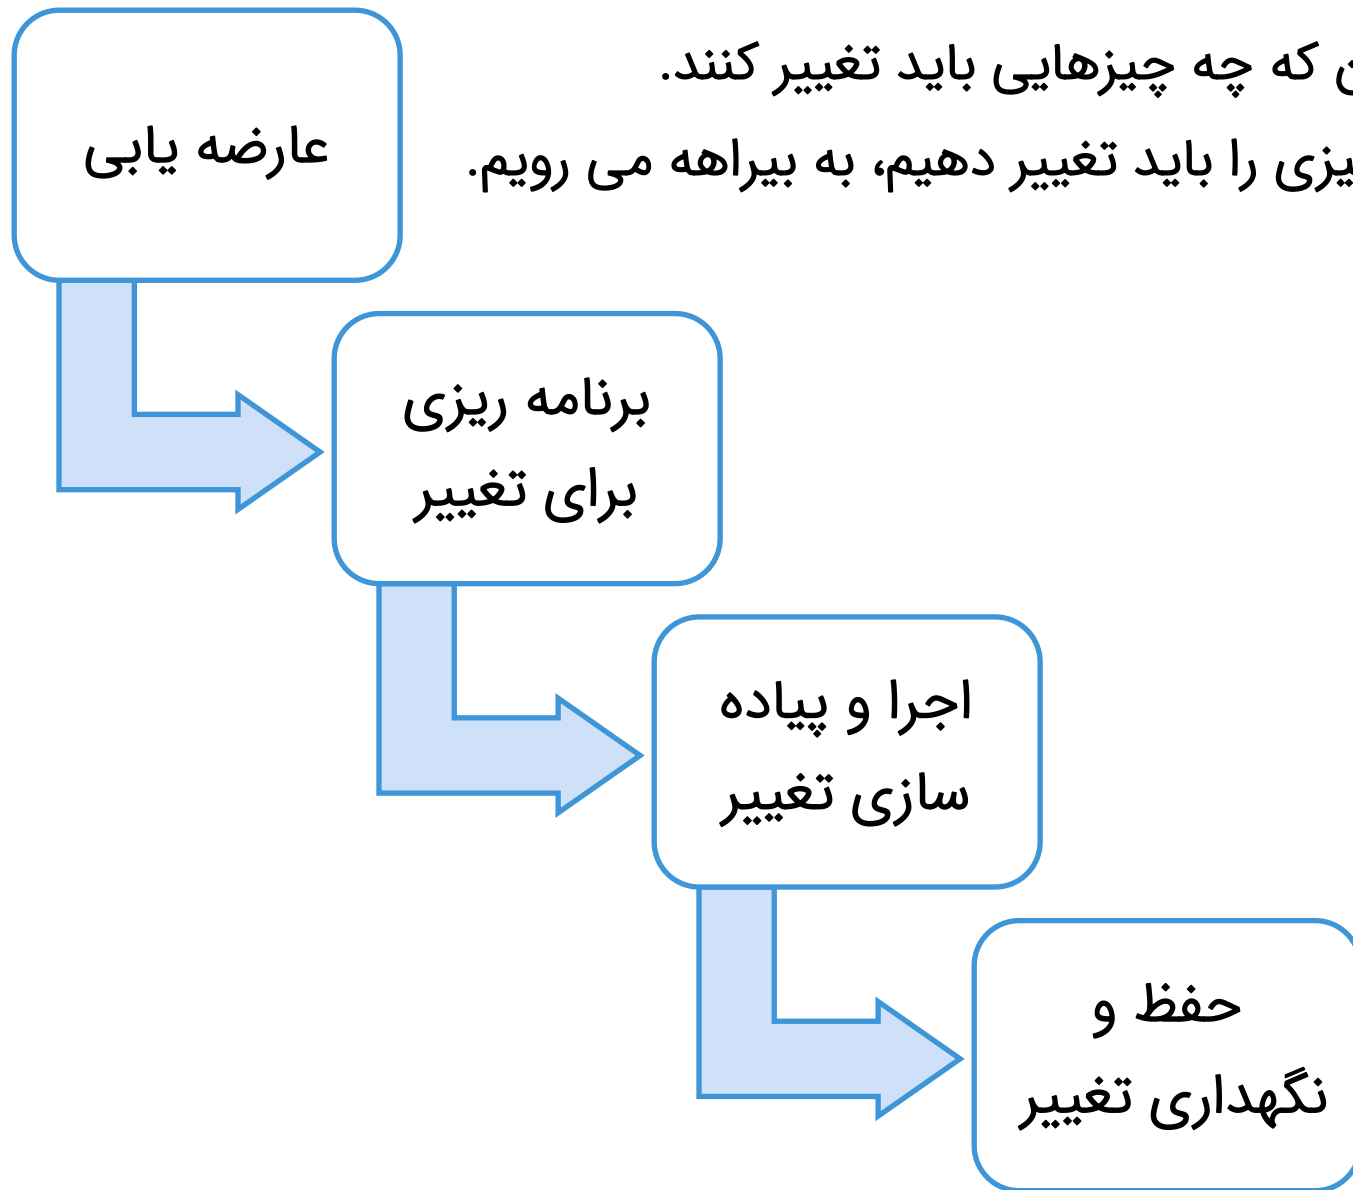 که چه چیزهایی باید تغییر کنند.
را باید تغییر دهیم، به بیراهه می رویم.
عارضه یابی
برنامه ریزی
برای تغییر
اجرا و پیاده
سازی تغییر
حفظ و
نگهداری تغییر